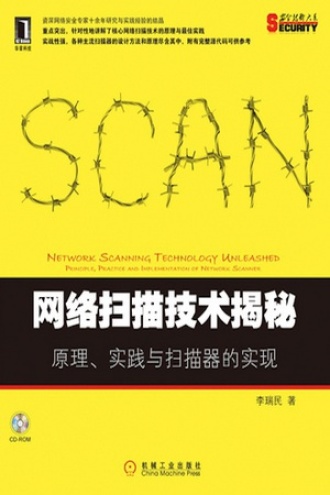 资深网络安全专家十余年研究与实践经验的结晶
重点突出，针对性地讲解了核心网络扫描技术的原理与最佳实践
实战性强，各种主流扫描器的设计方法和原理尽含其中，附有完整源代码可供参考
华章科技
SECURITY
SCAN
NETWORK SCANNING TECHNOLOGY UNLEASHED
PRINCIPLE, PRACTICE AND IMPLEMENTATION OF NETWORK SCANNER
网络扫描技术揭秘
原理、实践与扫描器的实现
李瑞民 著
CD-ROM
机械工业出版社
China Machine Press